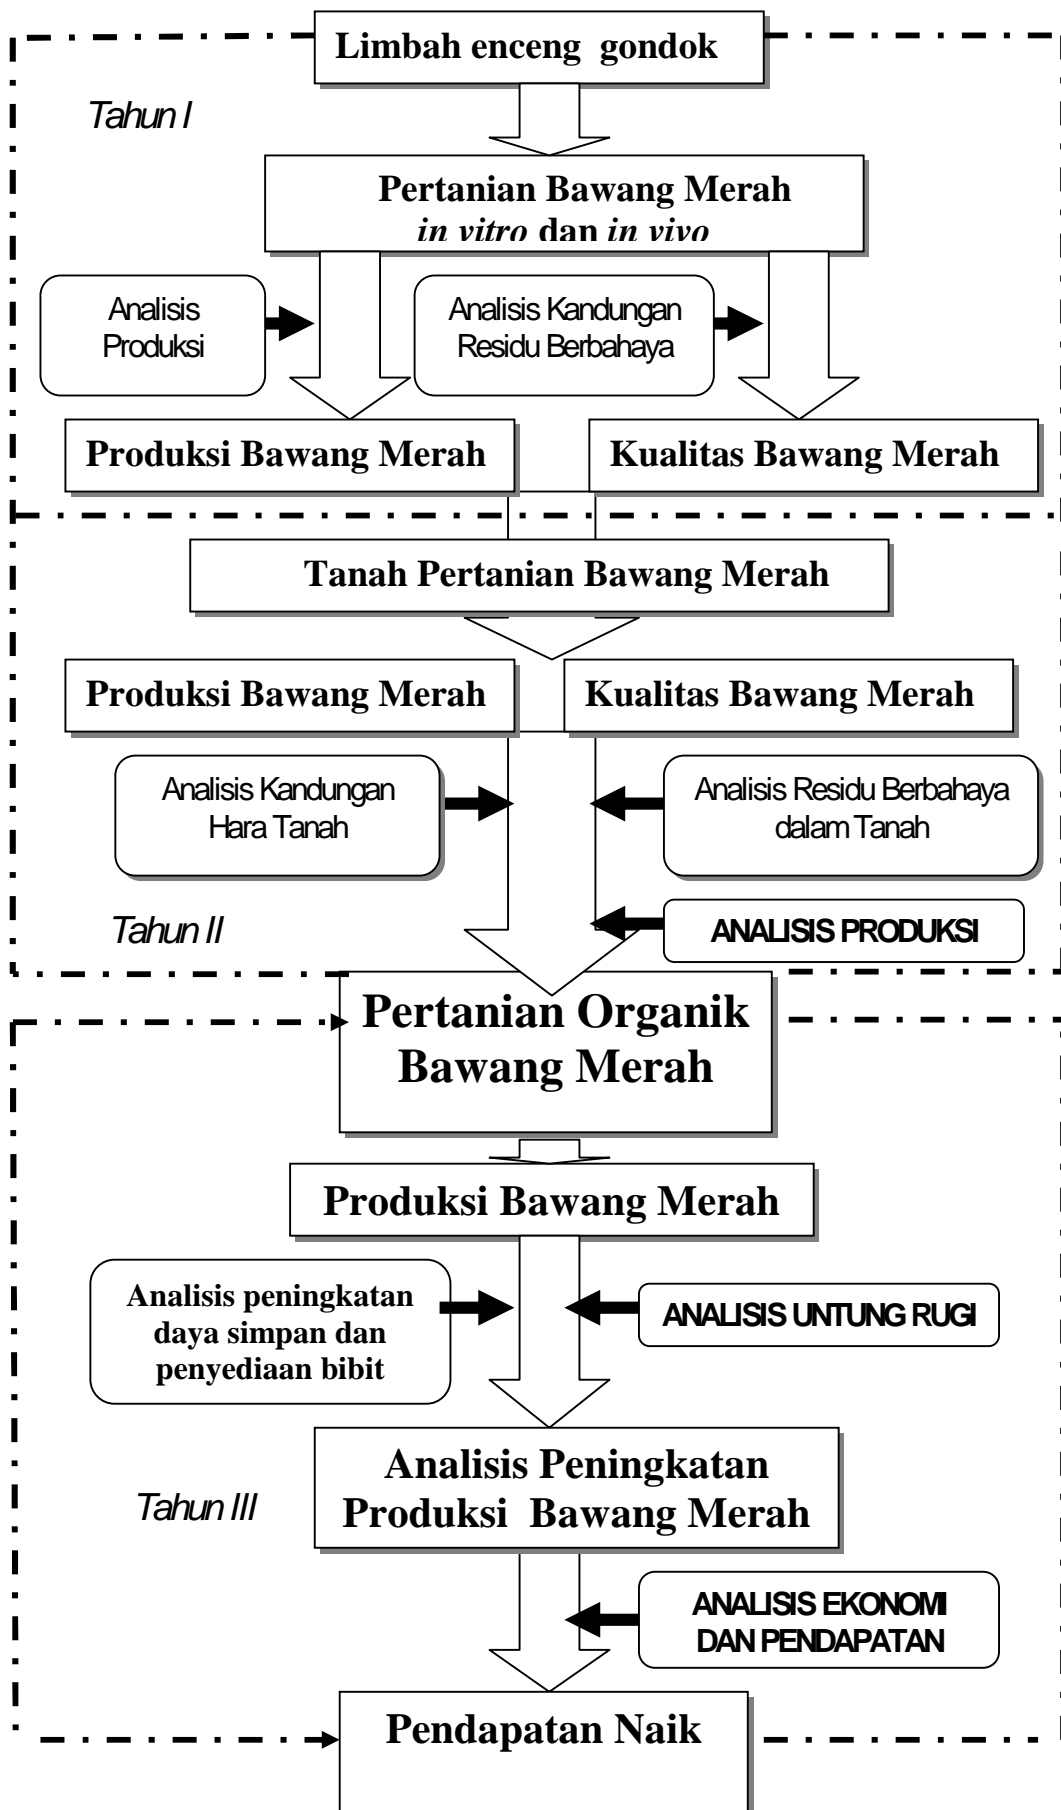 Limbah enceng gondok
Tahun I
Pertanian Bawang Merah
in vitro dan in vivo
Analisis
Produksi
Analisis Kandungan
Residu Berbahaya
Produksi Bawang Merah
Kualitas Bawang Merah
Tanah Pertanian Bawang Merah
Produksi Bawang Merah
Kualitas Bawang Merah
Analisis Kandungan
Hara Tanah
Analisis Residu Berbahaya
dalam Tanah
Tahun II
ANALISIS PRODUKSI
Pertanian Organik
Bawang Merah
Produksi Bawang Merah
Analisis peningkatan
daya simpan dan
penyediaan bibit
ANALISIS UNTUNG RUGI
Analisis Peningkatan
Produksi Bawang Merah
Tahun III
ANALISIS EKONOMI
DAN PENDAPATAN
Pendapatan Naik